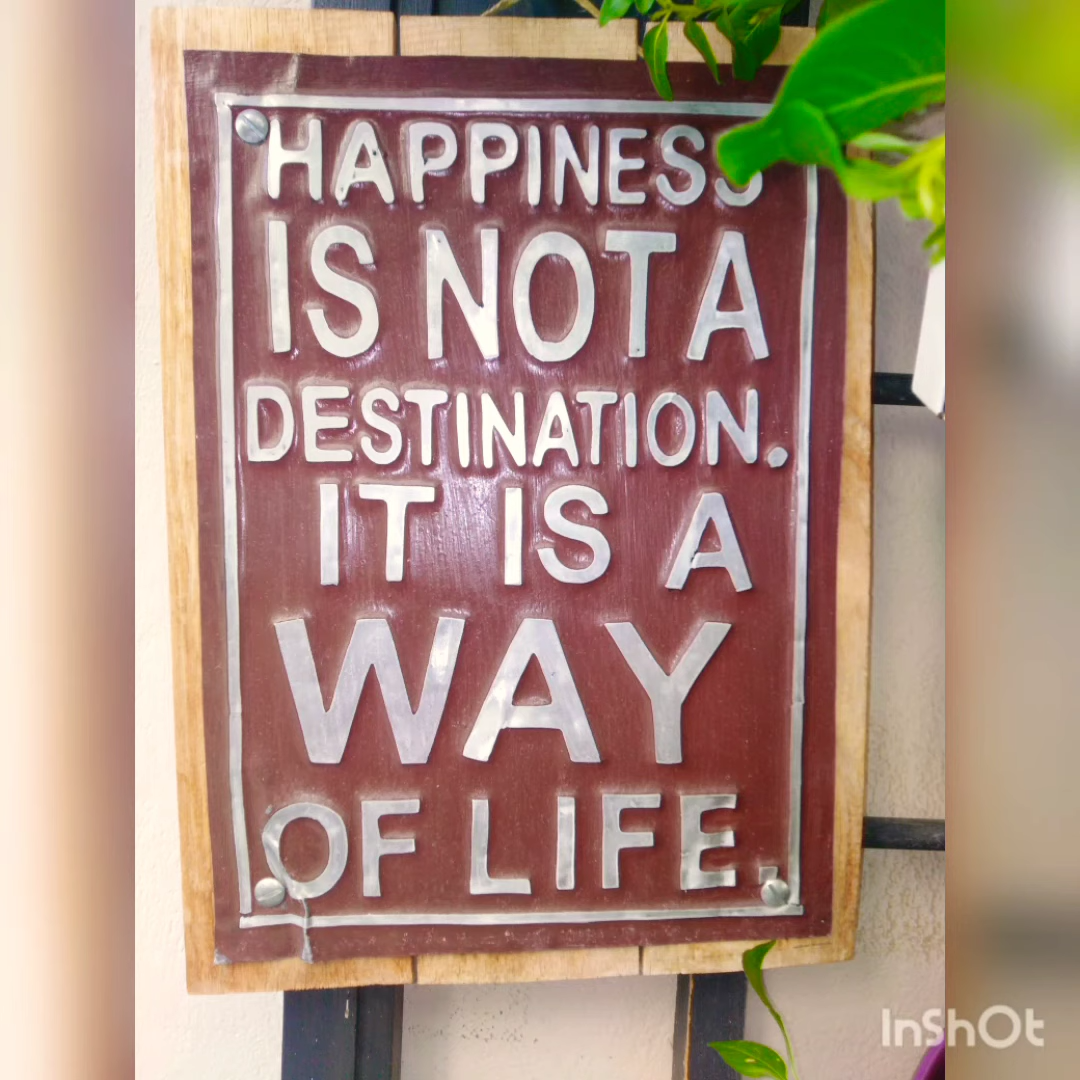 HAPPINESS
IS NOT A
DESTINATION.
IT IS A
WAY
OF LIFE.
InShOt